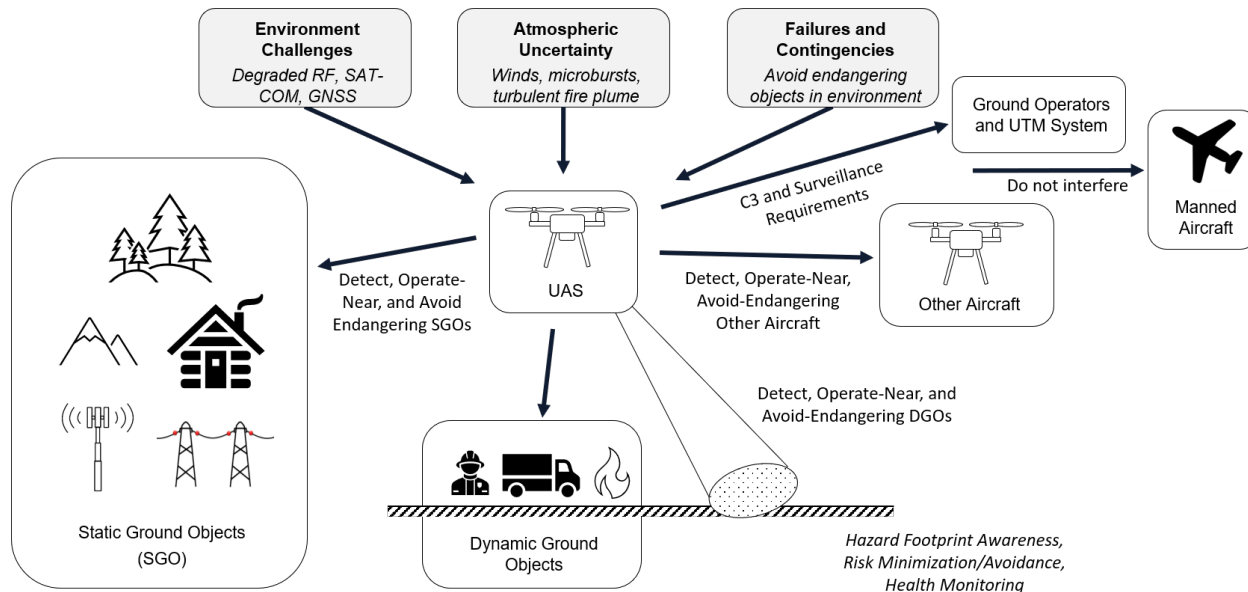 Environment
Challenges
Degraded RF, SAT-
COM, GNSS
Atmospheric
Uncertainty
Winds, microbursts,
turbulent fire plume
Failures and
Contingencies
Avoid endangering
objects in environment
Ground Operators
and UTM System
Do not interfere
Manned
Aircraft
C3 and Surveillance
Requirements
UAS
Detect, Operate-
Near, and Avoid
Endangering SGOs
Detect, Operate-Near,
Avoid-Endangering
Other Aircraft
Other Aircraft
Detect, Operate-Near, and
Avoid-Endangering DGOs
Static Ground Objects
(SGO)
Dynamic Ground
Objects
Hazard Footprint Awareness,
Risk Minimization/Avoidance,
Health Monitoring